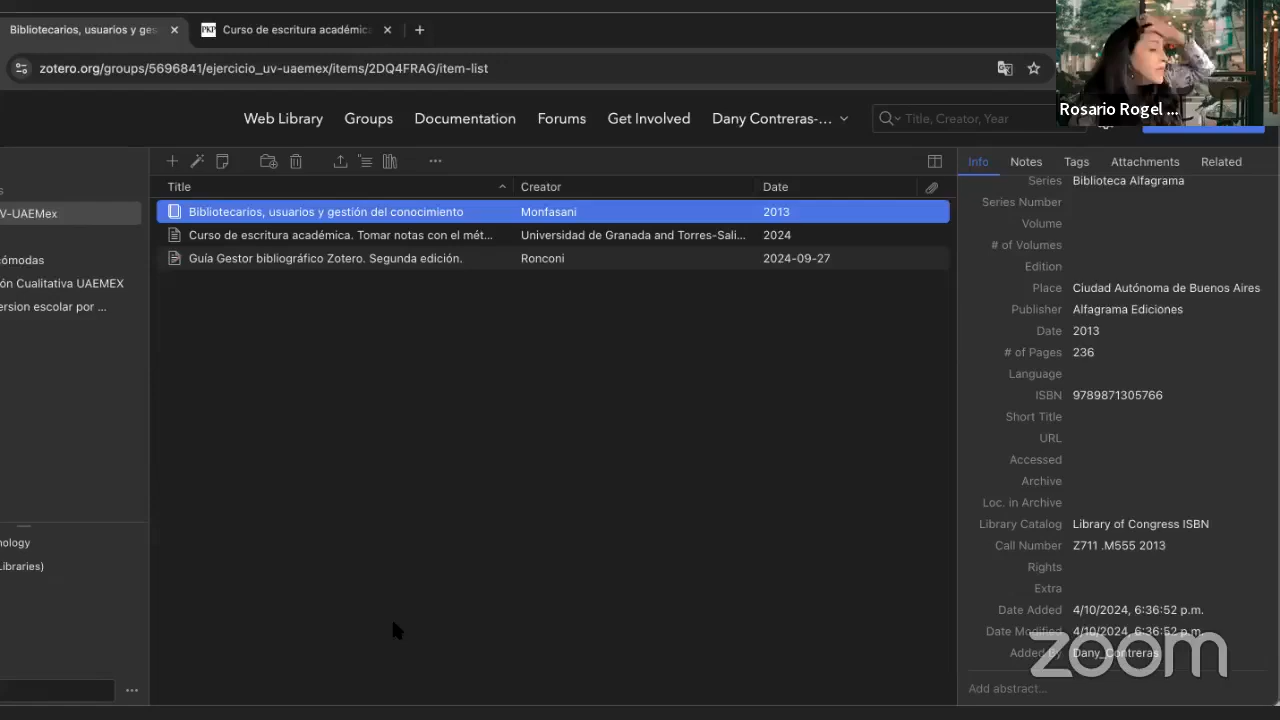 Bibliotecarios, usuarios y ges
PKP Curso de escritura académica
zotero.org/groups/5696841/ejercicio_uv-uaemex/items/2DQ4FRAG/item-list
Rosario Rogel ...
Web Library Groups Documentation Forums Get Involved Dany Contreras-... Title, Creator, Year
Info Notes Tags Attachments Related
Title Creator Date
V-UAEMex
cómodas
ón Cualitativa UAEMEX
ersion escolar por ...
nology
Libraries)
Bibliotecarios, usuarios y gestión del conocimiento Monfasani 2013
Curso de escritura académica. Tomar notas con el mét... Universidad de Granada and Torres-Sali... 2024
Guía Gestor bibliográfico Zotero. Segunda edición. Ronconi 2024-09-27
Series Biblioteca Alfagrama
Series Number
Volume
# of Volumes
Edition
Place Ciudad Autónoma de Buenos Aires
Publisher Alfagrama Ediciones
Date 2013
# of Pages 236
Language
ISBN 9789871305766
Short Title
URL
Accessed
Archive
Loc. in Archive
Library Catalog Library of Congress ISBN
Call Number Z711 .M555 2013
Rights
Extra
Date Added 4/10/2024, 6:36:52 p.m.
Date Modified 4/10/2024, 6:36:52 p.m.
Added By Dany_Contreras
Add abstract...
zoom